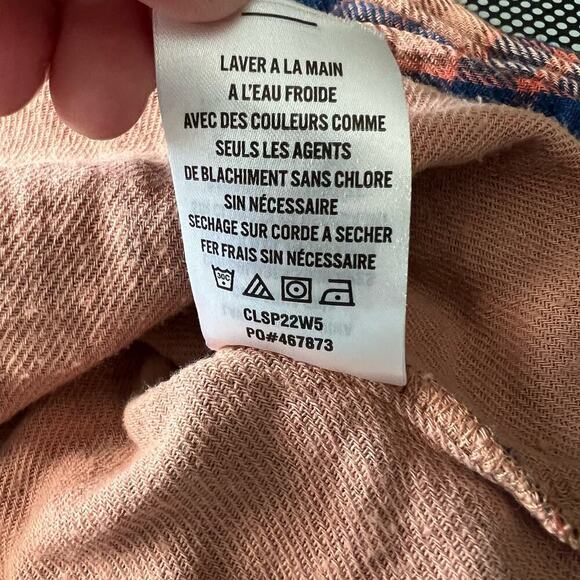 LAVER A LA MAIN
A L'EAU FROIDE
AVEC DES COULEURS COMME
SEULS LES AGENTS
DE BLACHIMENT SANS CHLORE
SIN NÉCESSAIRE
SECHAGE SUR CORDE A SECHER
FER FRAIS SIN NÉCESSAIRE
30C
CLSP22W5
PO#467873